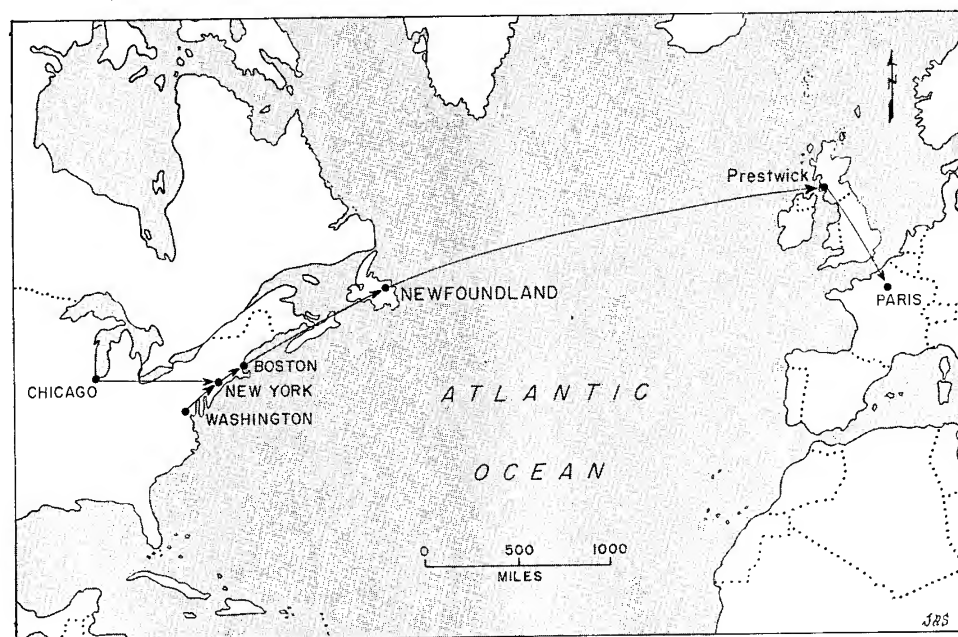 N
Prestwick
NEWFOUNDLAND
PARIS
BOSTON
CHICAGO
NEW YORK
WASHINGTON
ATLANTIC
OCEAN
0 500 1000
MILES
JRS